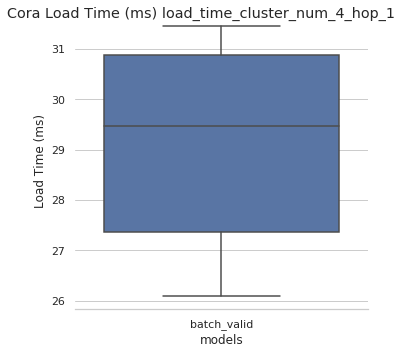 Cora Load Time (ms) load_time_cluster_num_4_hop_1
31
30
29
28
27
26
Load Time (ms)
batch_valid
models